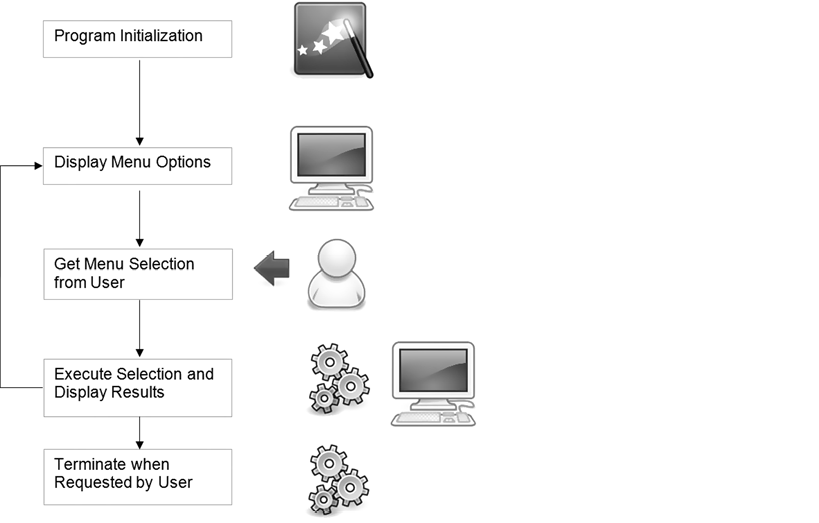 Program Initialization
Display Menu Options
Get Menu Selection
from User
Execute Selection and
Display Results
Terminate when
Requested by User